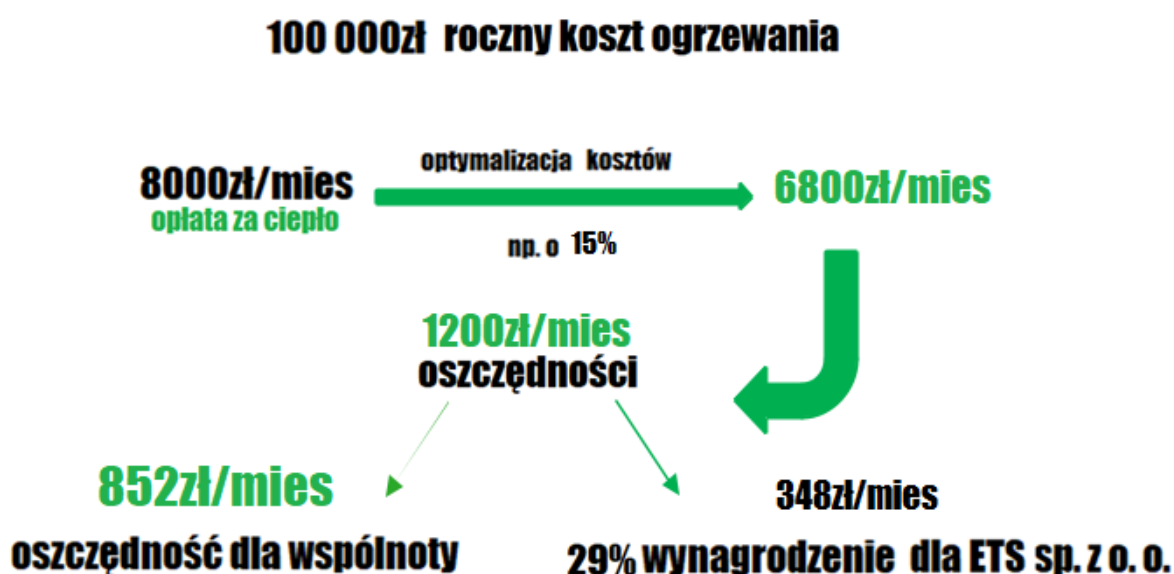 100 000zł roczny koszt ogrzewania
8000zł/mies
opłata za ciepło
optymalizacja kosztów
np. o 15%
6800zł/mies
1200zł/mies
oszczędności
852zł/mies
oszczędność dla wspólnoty
348zł/mies
29% wynagrodzenie dla ETS sp. z o. o.